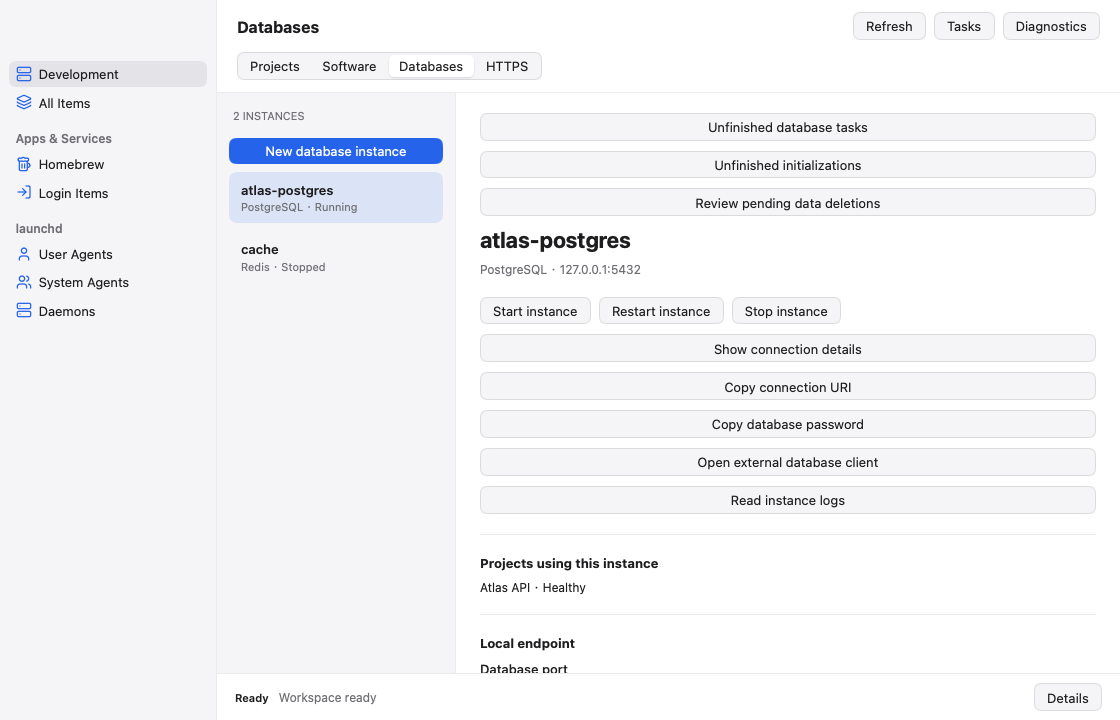 Development
All Items
Apps & Services
Homebrew
Login Items
launchd
User Agents
System Agents
Daemons
Databases
Refresh
Tasks
Diagnostics
Projects
Software
Databases
HTTPS
2 INSTANCES
New database instance
atlas-postgres
PostgreSQL · Running
cache
Redis · Stopped
Unfinished database tasks
Unfinished initializations
Review pending data deletions
atlas-postgres
PostgreSQL · 127.0.0.1:5432
Start instance
Restart instance
Stop instance
Show connection details
Copy connection URI
Copy database password
Open external database client
Read instance logs
Projects using this instance
Atlas API · Healthy
Local endpoint
Database port
Ready
Workspace ready
Details